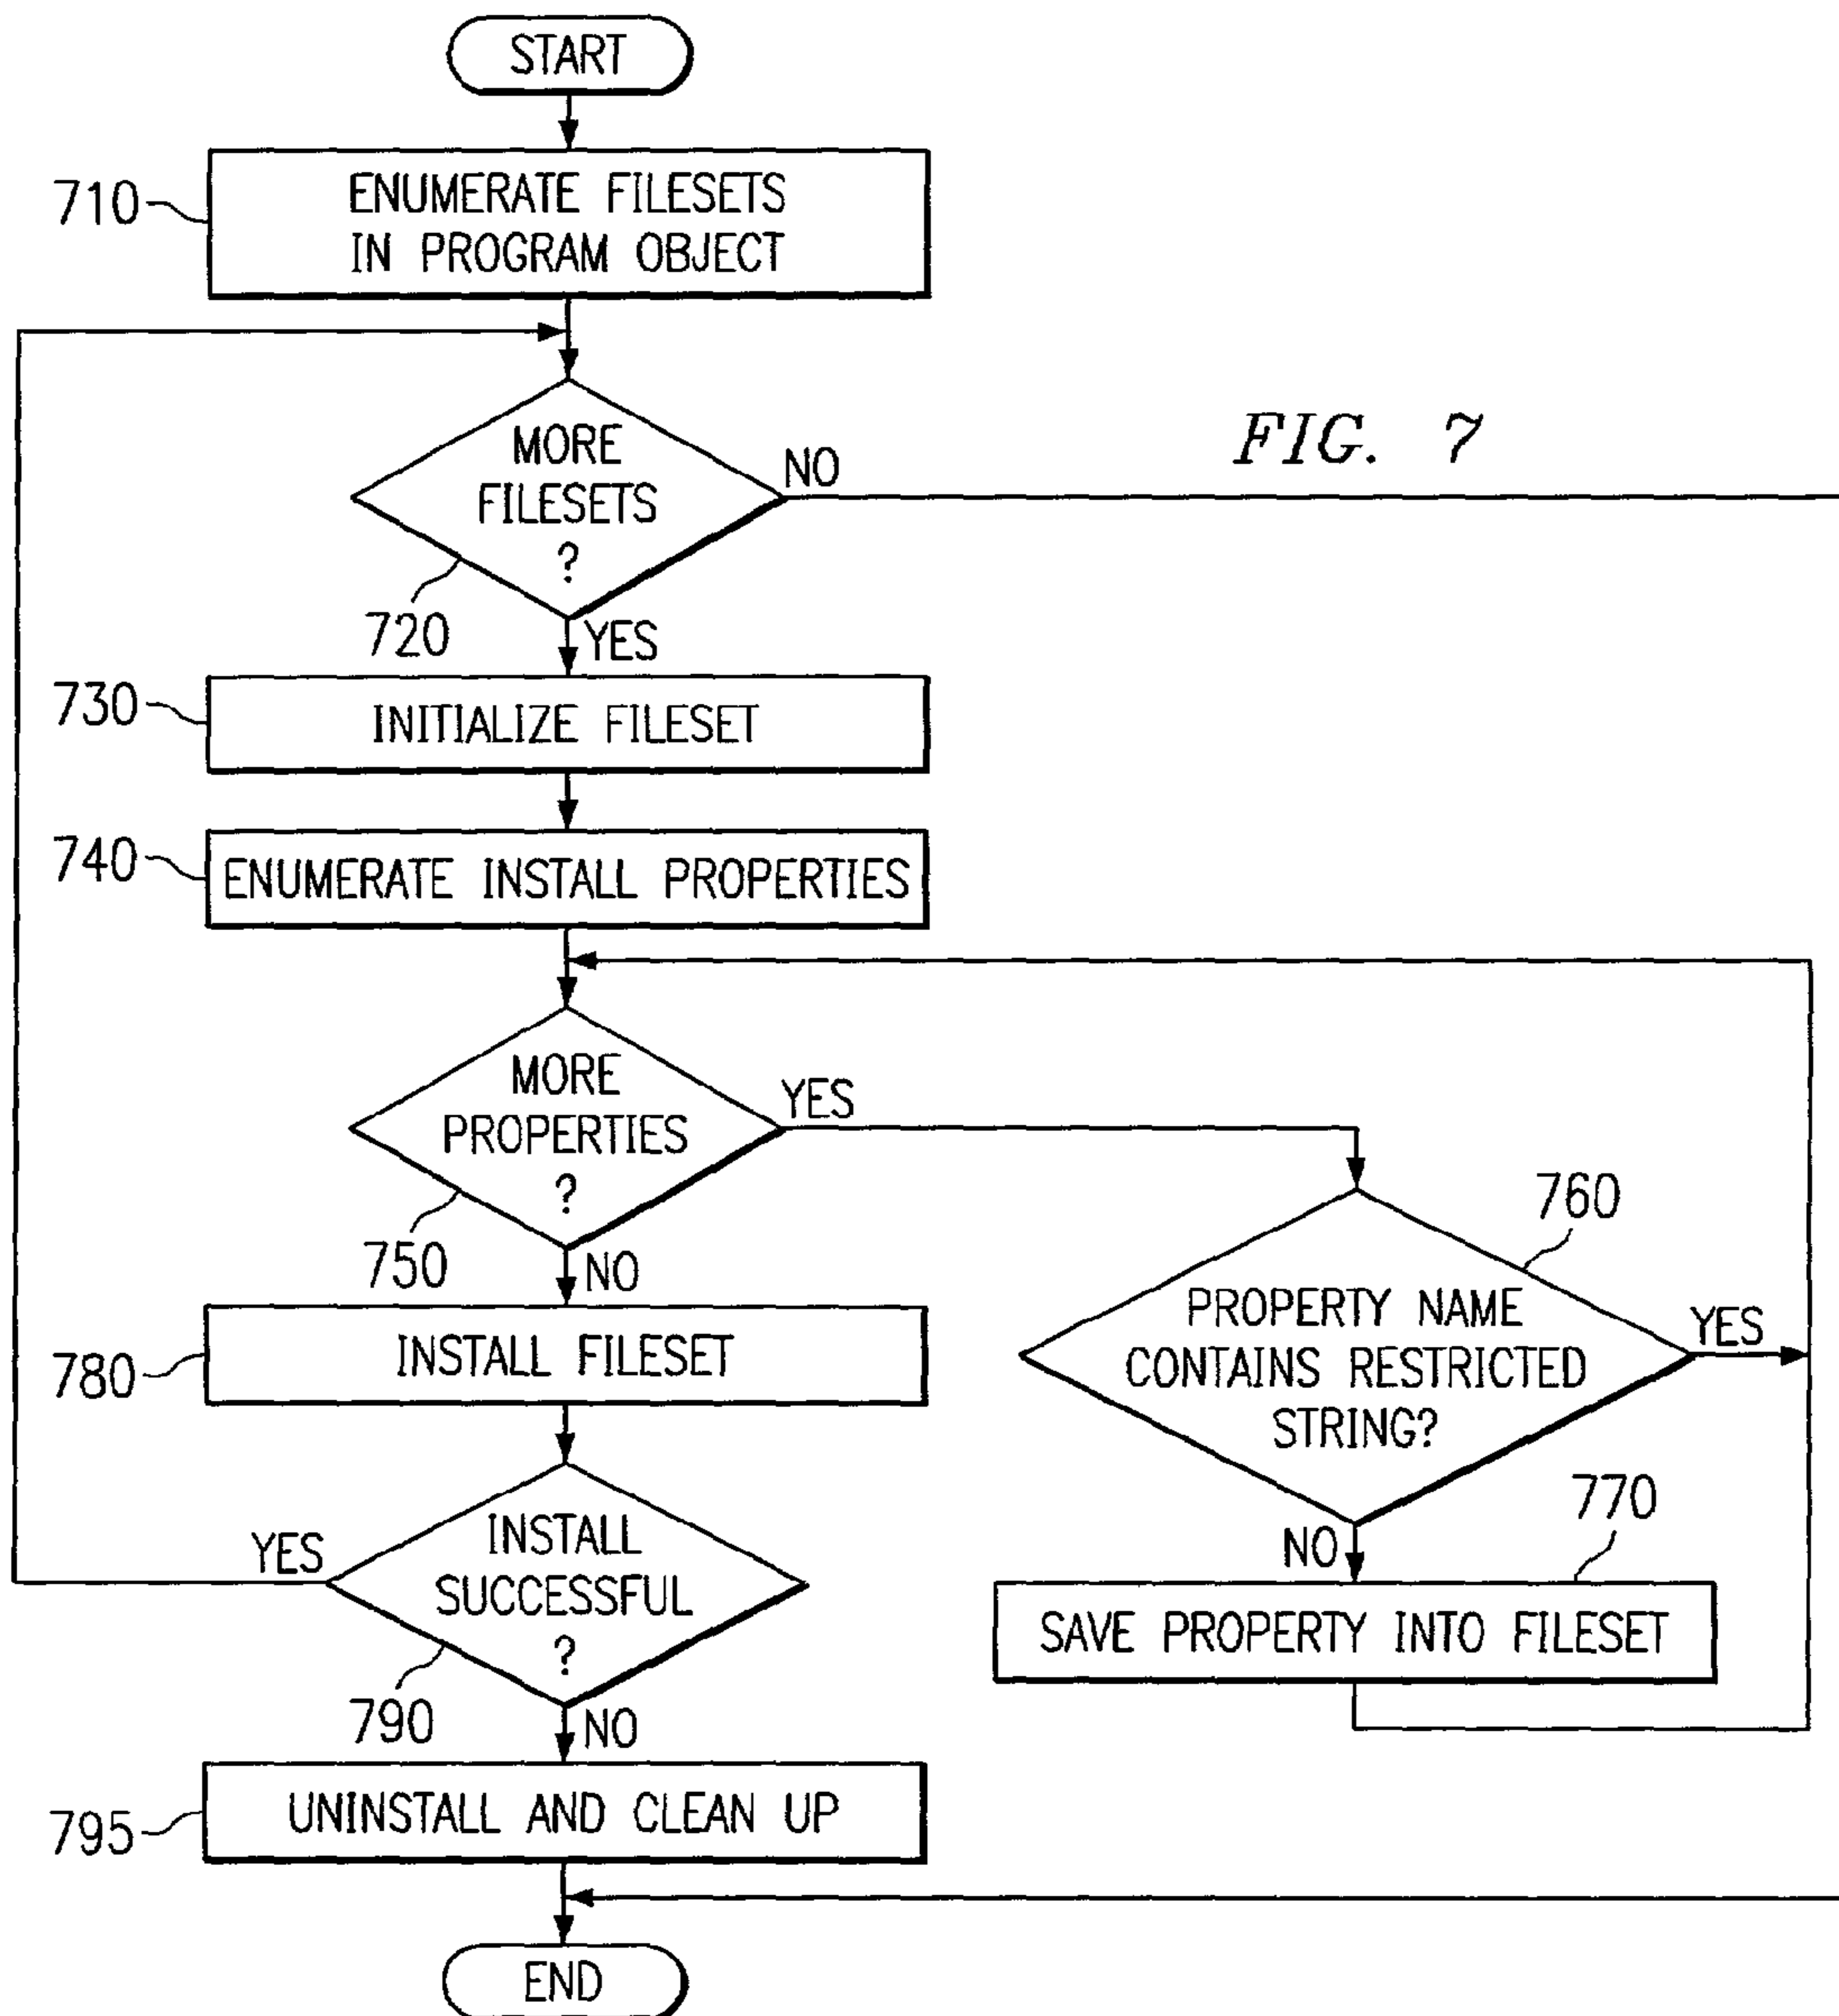 START
710
ENUMERATE FILESETS
IN PROGRAM OBJECT
FIG. 7
MORE
FILESETS
?
NO
720
YES
730
INITIALIZE FILESET
740
ENUMERATE INSTALL PROPERTIES
MORE
PROPERTIES
?
YES
750
NO
760
PROPERTY NAME
CONTAINS RESTRICTED
STRING?
YES
780
INSTALL FILESET
770
NO
SAVE PROPERTY INTO FILESET
YES
INSTALL
SUCCESSFUL
?
790
NO
795
UNINSTALL AND CLEAN UP
END